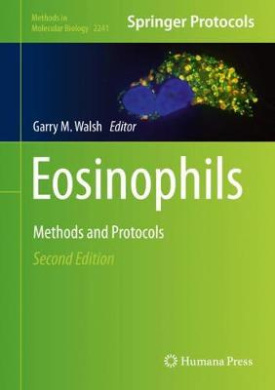 Methods in
Molecular Biology 2241
Springer Protocols
Garry M. Walsh Editor
Eosinophils
Methods and Protocols
Second Edition
Humana Press